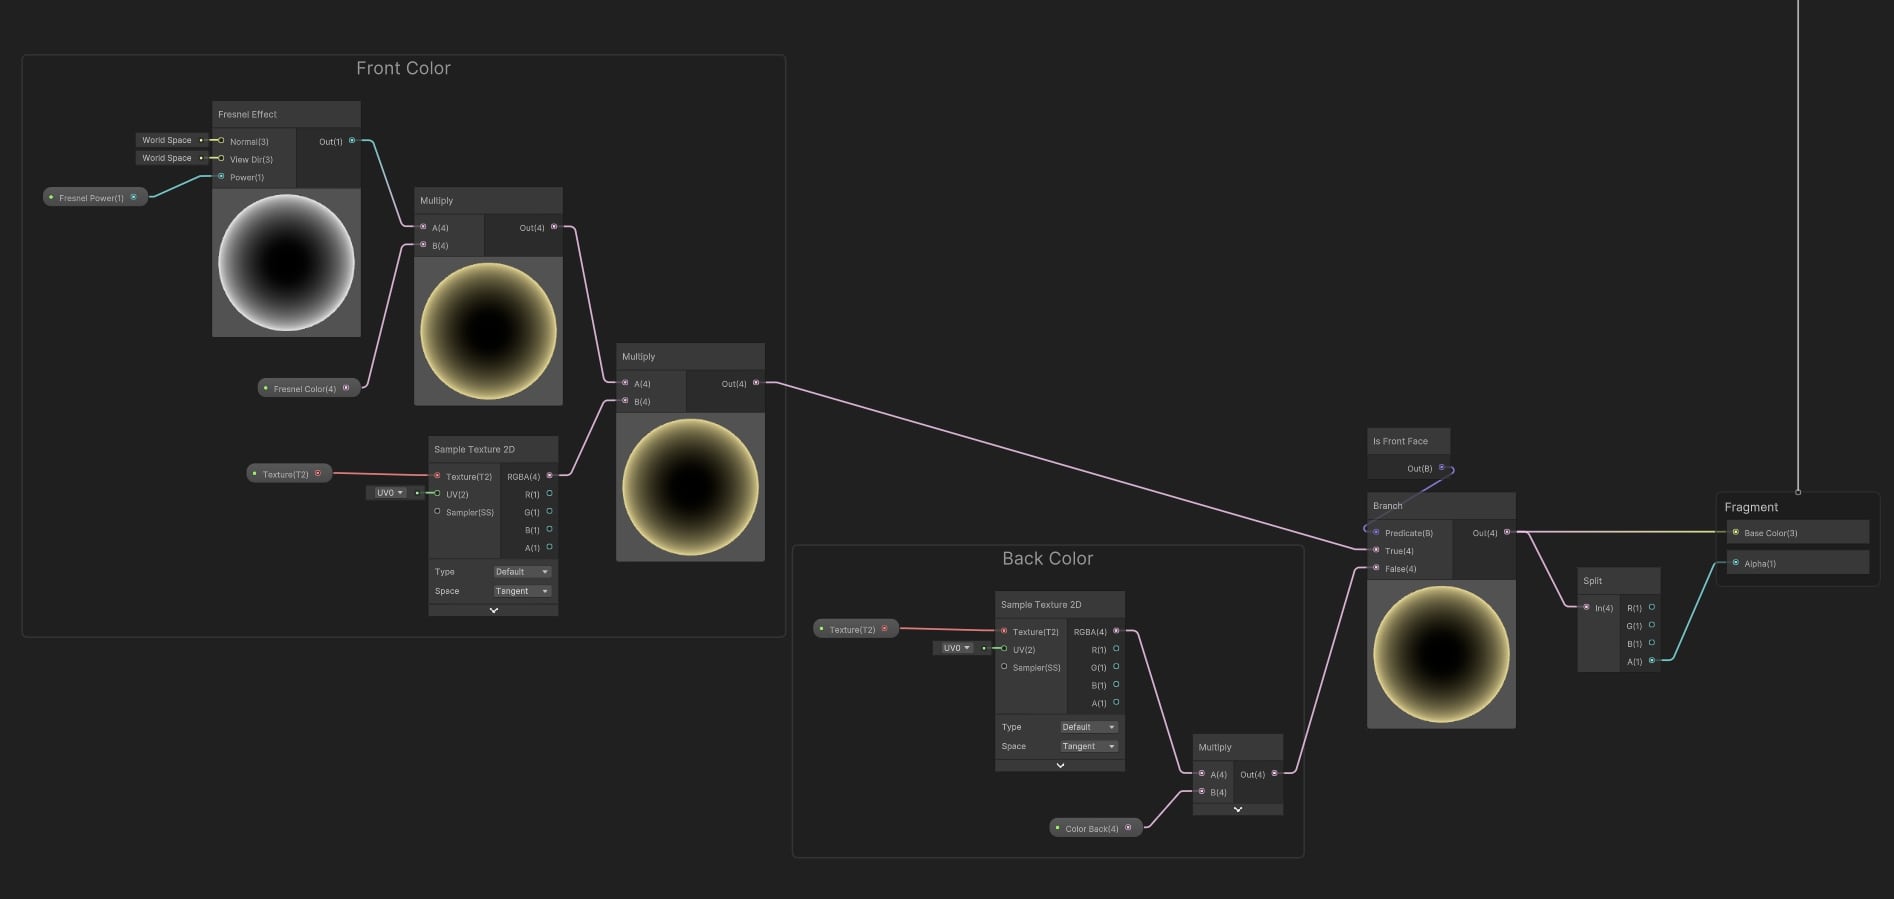 Front Color
Fresnel Effect
World Space
Normal(3)
Out(1)
World Space
View Dir(3)
Power(1)
Fresnel Power(1)
Multiply
A(4)
Out(4)
B(4)
Fresnel Color(4)
Multiply
A(4)
Out(4)
B(4)
Sample Texture 2D
Texture(T2)
Texture(T2)
RGBA(4)
UV0
UV(2)
R(1)
Sampler(SS)
G(1)
B(1)
A(1)
Type
Default
Space
Tangent
Back Color
Sample Texture 2D
Texture(T2)
Texture(T2)
RGBA(4)
UV0
UV(2)
R(1)
Sampler(SS)
G(1)
B(1)
A(1)
Type
Default
Space
Tangent
Multiply
A(4)
Out(4)
B(4)
Color Back(4)
Is Front Face
Out(B)
Branch
Predicate(B)
Out(4)
True(4)
False(4)
Split
In(4)
R(1)
G(1)
B(1)
A(1)
Fragment
Base Color(3)
Alpha(1)